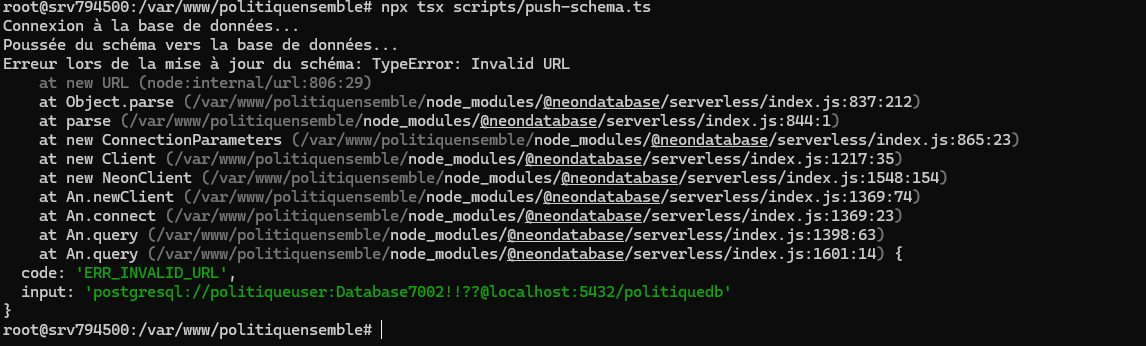 root@srv794500:/var/www/politiquensemble# npx tsx scripts/push-schema.ts
Connexion à la base de données...
Poussée du schéma vers la base de données...
Erreur lors de la mise à jour du schéma: TypeError: Invalid URL
    at new URL (node:internal/url:806:29)
    at Object.parse (/var/www/politiquensemble/node_modules/@neondatabase/serverless/index.js:837:212)
    at parse (/var/www/politiquensemble/node_modules/@neondatabase/serverless/index.js:844:1)
    at new ConnectionParameters (/var/www/politiquensemble/node_modules/@neondatabase/serverless/index.js:865:23)
    at new Client (/var/www/politiquensemble/node_modules/@neondatabase/serverless/index.js:1217:35)
    at new NeonClient (/var/www/politiquensemble/node_modules/@neondatabase/serverless/index.js:1548:154)
    at An.newClient (/var/www/politiquensemble/node_modules/@neondatabase/serverless/index.js:1369:74)
    at An.connect (/var/www/politiquensemble/node_modules/@neondatabase/serverless/index.js:1369:23)
    at An.query (/var/www/politiquensemble/node_modules/@neondatabase/serverless/index.js:1398:63)
    at An.query (/var/www/politiquensemble/node_modules/@neondatabase/serverless/index.js:1601:14) {
  code: 'ERR_INVALID_URL',
  input: 'postgresql://politiqueuser:Database7002!!??@localhost:5432/politiquedb'
}
root@srv794500:/var/www/politiquensemble#